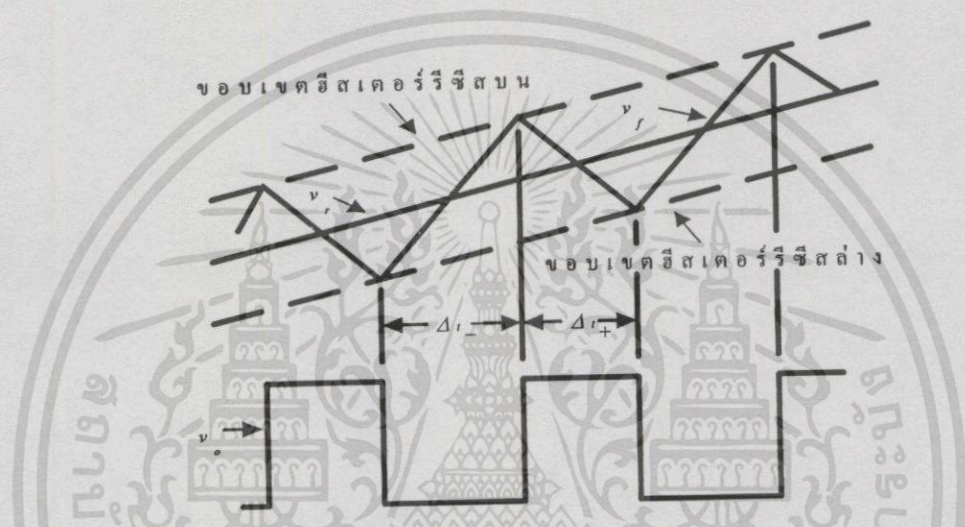 ขอบเขตฮีสเตอร์รีซีสบน
v_f
v_r
ขอบเขตฮีสเตอร์รีซีสล่าง
Δt_- Δt_+
v_o